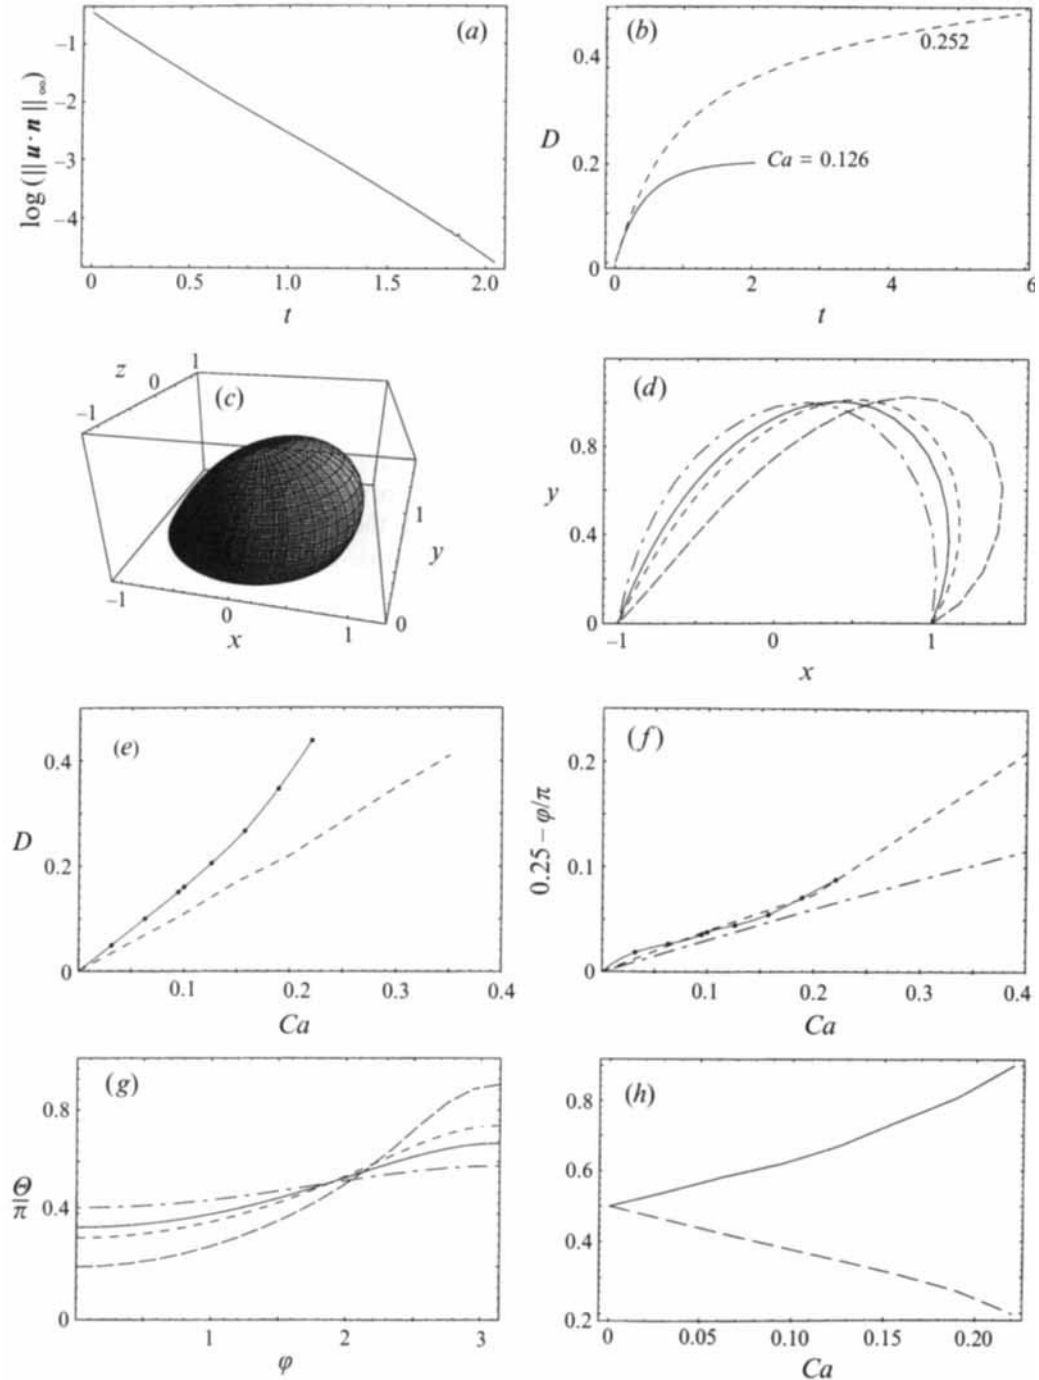 (a)
log (|| u · n ||∞)
−1
−2
−3
−4
0
0.5
1.0
1.5
2.0
t
(b)
D
0.4
0.2
0
0.252
Ca = 0.126
0
2
4
6
t
(c)
z
−1
0
1
−1
0
1
x
1
0
y
(d)
y
0.8
0.4
0
−1
0
1
x
(e)
D
0.4
0.2
0
0.1
0.2
0.3
0.4
Ca
(f)
0.25 − φ/π
0.2
0.1
0
0.1
0.2
0.3
0.4
Ca
(g)
Θ
π
0.8
0.4
0
1
2
3
φ
(h)
0.8
0.6
0.4
0.2
0
0.05
0.10
0.15
0.20
Ca